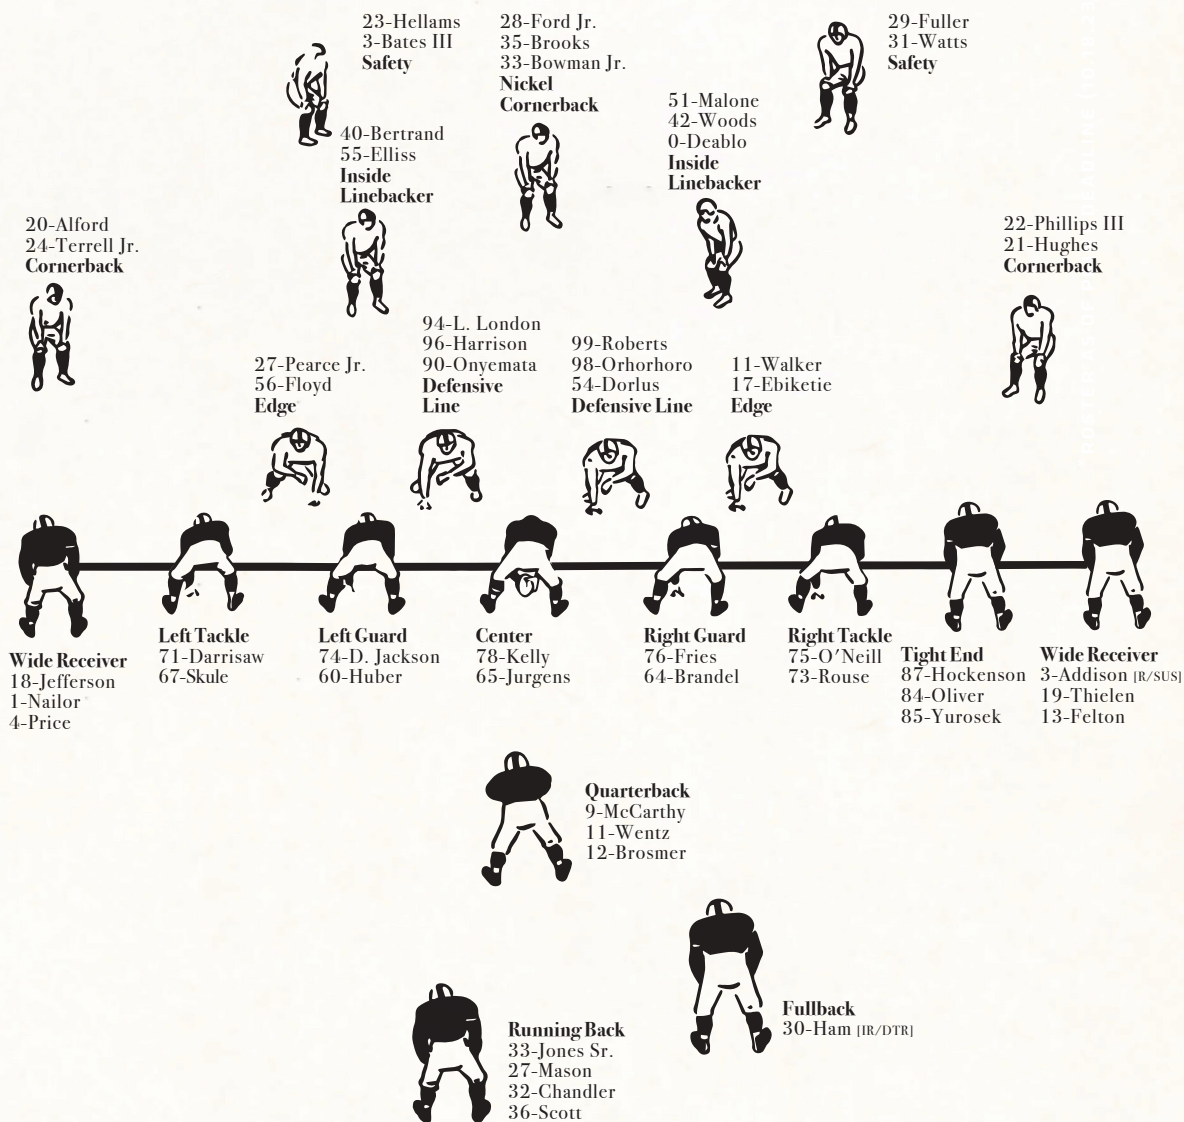 23-Hellams
3-Bates III
Safety
28-Ford Jr.
35-Brooks
33-Bowman Jr.
Nickel
Cornerback
29-Fuller
31-Watts
Safety
40-Bertrand
55-Elliss
Inside
Linebacker
51-Malone
42-Woods
0-Deablo
Inside
Linebacker
20-Alford
24-Terrell Jr.
Cornerback
22-Phillips III
21-Hughes
Cornerback
27-Pearce Jr.
56-Floyd
Edge
94-L. London
96-Harrison
90-Onyemata
Defensive
Line
99-Roberts
98-Orhorhoro
54-Dorlus
Defensive Line
11-Walker
17-Ebiketie
Edge
Wide Receiver
18-Jefferson
1-Nailor
4-Price
Left Tackle
71-Darrisaw
67-Skule
Left Guard
74-D. Jackson
60-Huber
Center
78-Kelly
65-Jurgens
Right Guard
76-Fries
64-Brandel
Right Tackle
75-O'Neill
73-Rouse
Tight End
87-Hockenson
84-Oliver
85-Yurosek
Wide Receiver
3-Addison [R/SUS]
19-Thielen
13-Felton
Quarterback
9-McCarthy
11-Wentz
12-Brosmer
Fullback
30-Ham [IR/DTR]
Running Back
33-Jones Sr.
27-Mason
32-Chandler
36-Scott